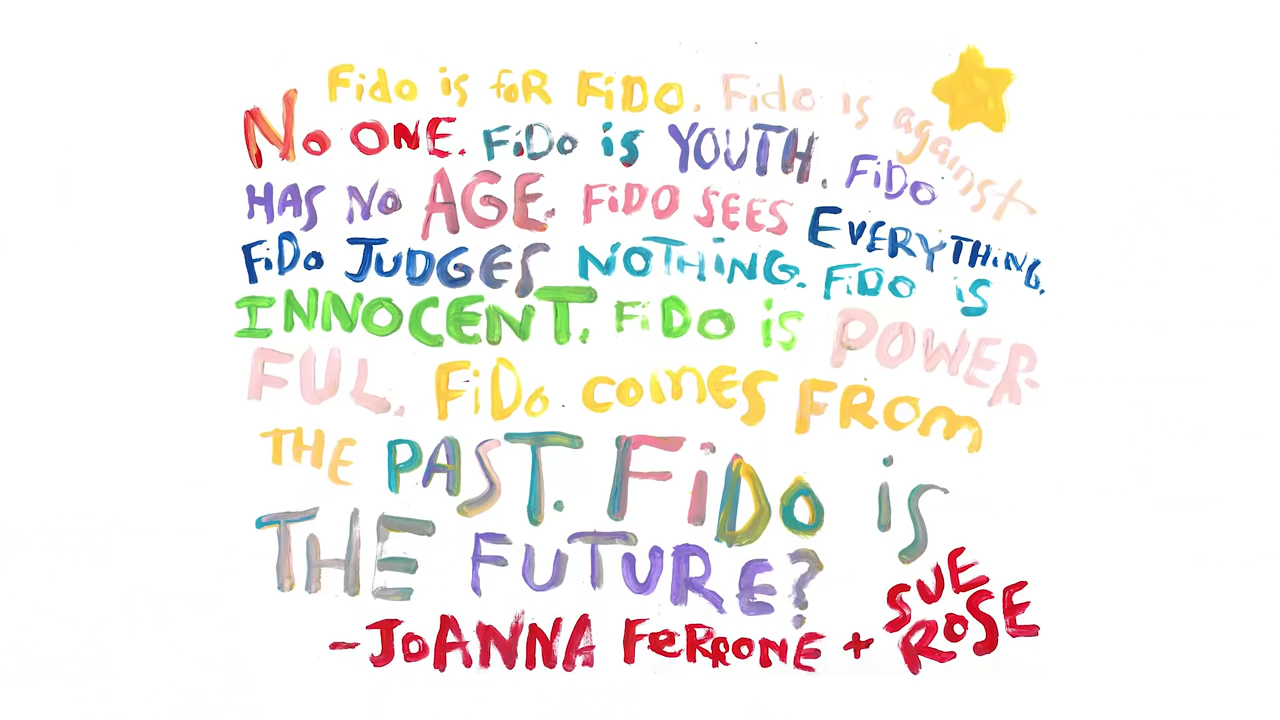 Fido is foR FiDO. Fido is against
No ONE. FiDo is YOUTH. FiDo
HAS No AGE. FiDO SEES EVERYTHiNG.
FiDo JUDGES NOTHiNG. FiDo iS
INNOCENT. FiDO is POWER-
FUL. FiDo comES FROm
THE PAST. FiDo is
THE FUTURE?
- JoANNA FeRRONE + SUE
ROSE